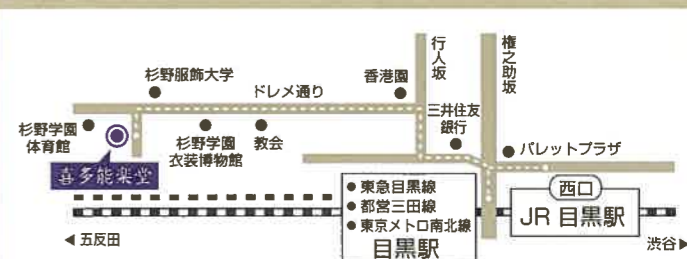 行人坂
権之助坂
杉野服飾大学
ドレメ通り
香港園
三井住友
銀行
杉野学園
体育館
杉野学園
衣装博物館
教会
パレットプラザ
喜多能楽堂
●東急目黒線
●都営三田線
●東京メトロ南北線
目黒駅
西口
JR 目黒駅
◀ 五反田
渋谷▶